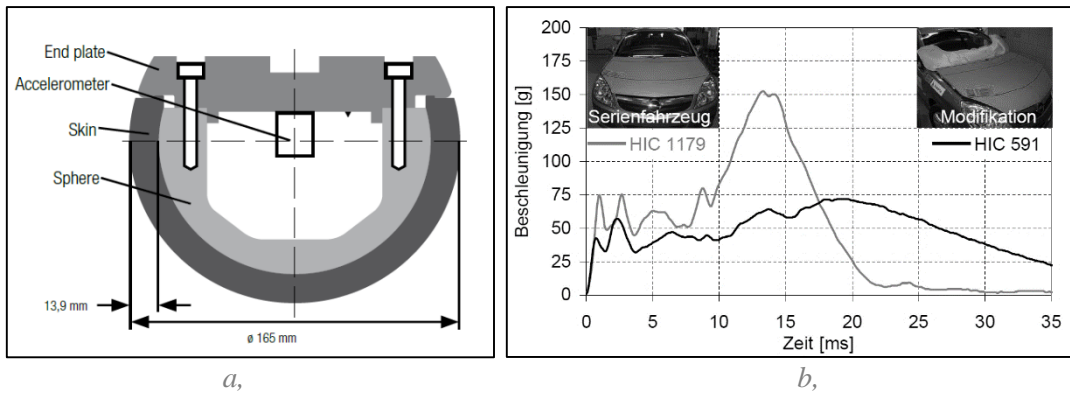 End plate
Accelerometer
Skin
Sphere
13,9 mm
ø 165 mm
a,
200
175
150
125
100
75
50
25
0
Beschleunigung [g]
Serienfahrzeug
HIC 1179
Modifikation
HIC 591
0 5 10 15 20 25 30 35
Zeit [ms]
b,